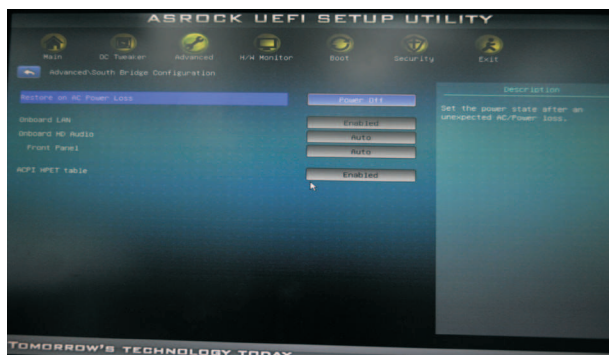 ASROCK UEFI SETUP UTILITY
Main OC Tweaker Advanced H/W Monitor Boot Security Exit
Advanced\South Bridge Configuration
Description
Restore on AC Power Loss Power Off
Set the power state after an
unexpected AC/Power loss.
Onboard LAN Enabled
Onboard HD Audio Auto
Front Panel Auto
ACPI HPET table Enabled
TOMORROW'S TECHNOLOGY TODAY